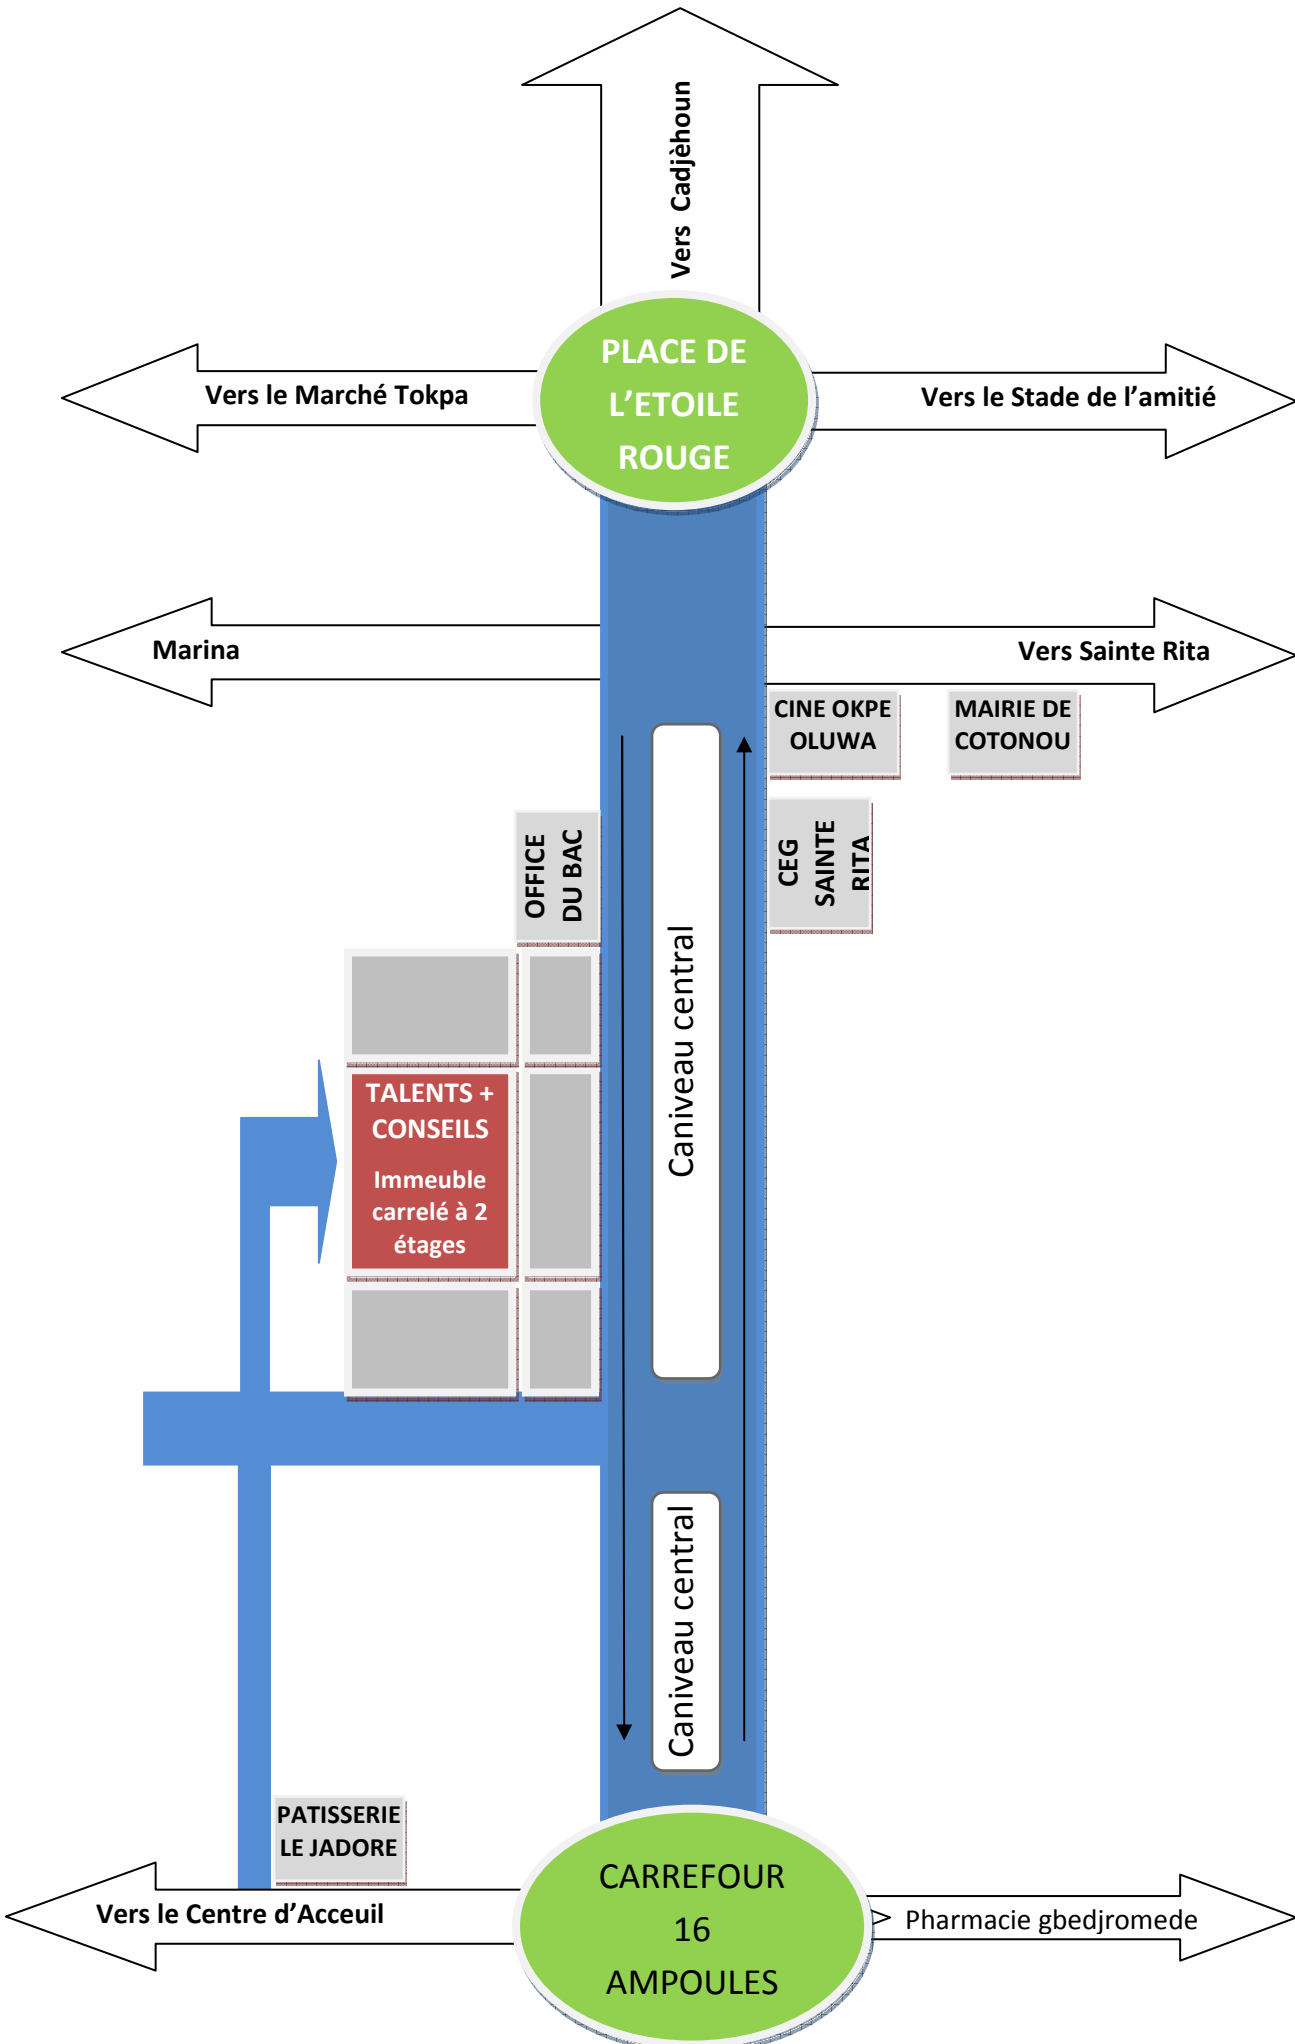 Vers Cadjèhoun
PLACE DE
L'ETOILE
ROUGE
Vers le Marché Tokpa
Vers le Stade de l'amitié
Marina
Vers Sainte Rita
CINE OKPE
OLUWA
MAIRIE DE
COTONOU
OFFICE
DU BAC
CEG
SAINTE
RITA
Caniveau central
TALENTS +
CONSEILS
Immeuble
carrelé à 2
étages
Caniveau central
PATISSERIE
LE JADORE
Vers le Centre d'Acceuil
CARREFOUR
16
AMPOULES
> Pharmacie gbedjromede